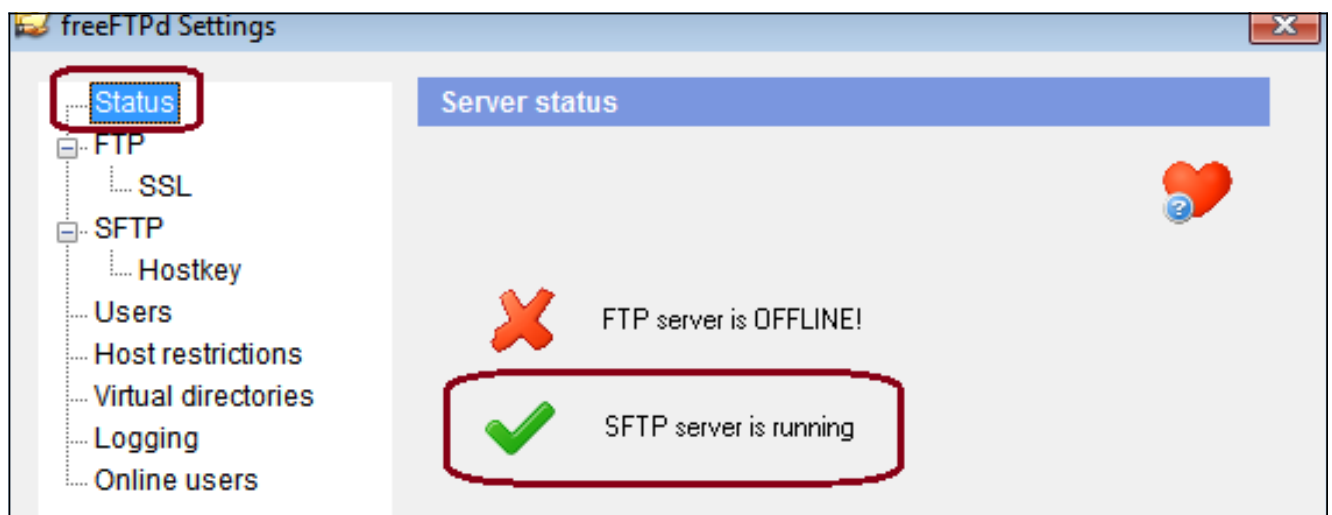 freeFTPd Settings
Status
FTP
SSL
SFTP
Hostkey
Users
Host restrictions
Virtual directories
Logging
Online users
Server status
?
FTP server is OFFLINE!
SFTP server is running